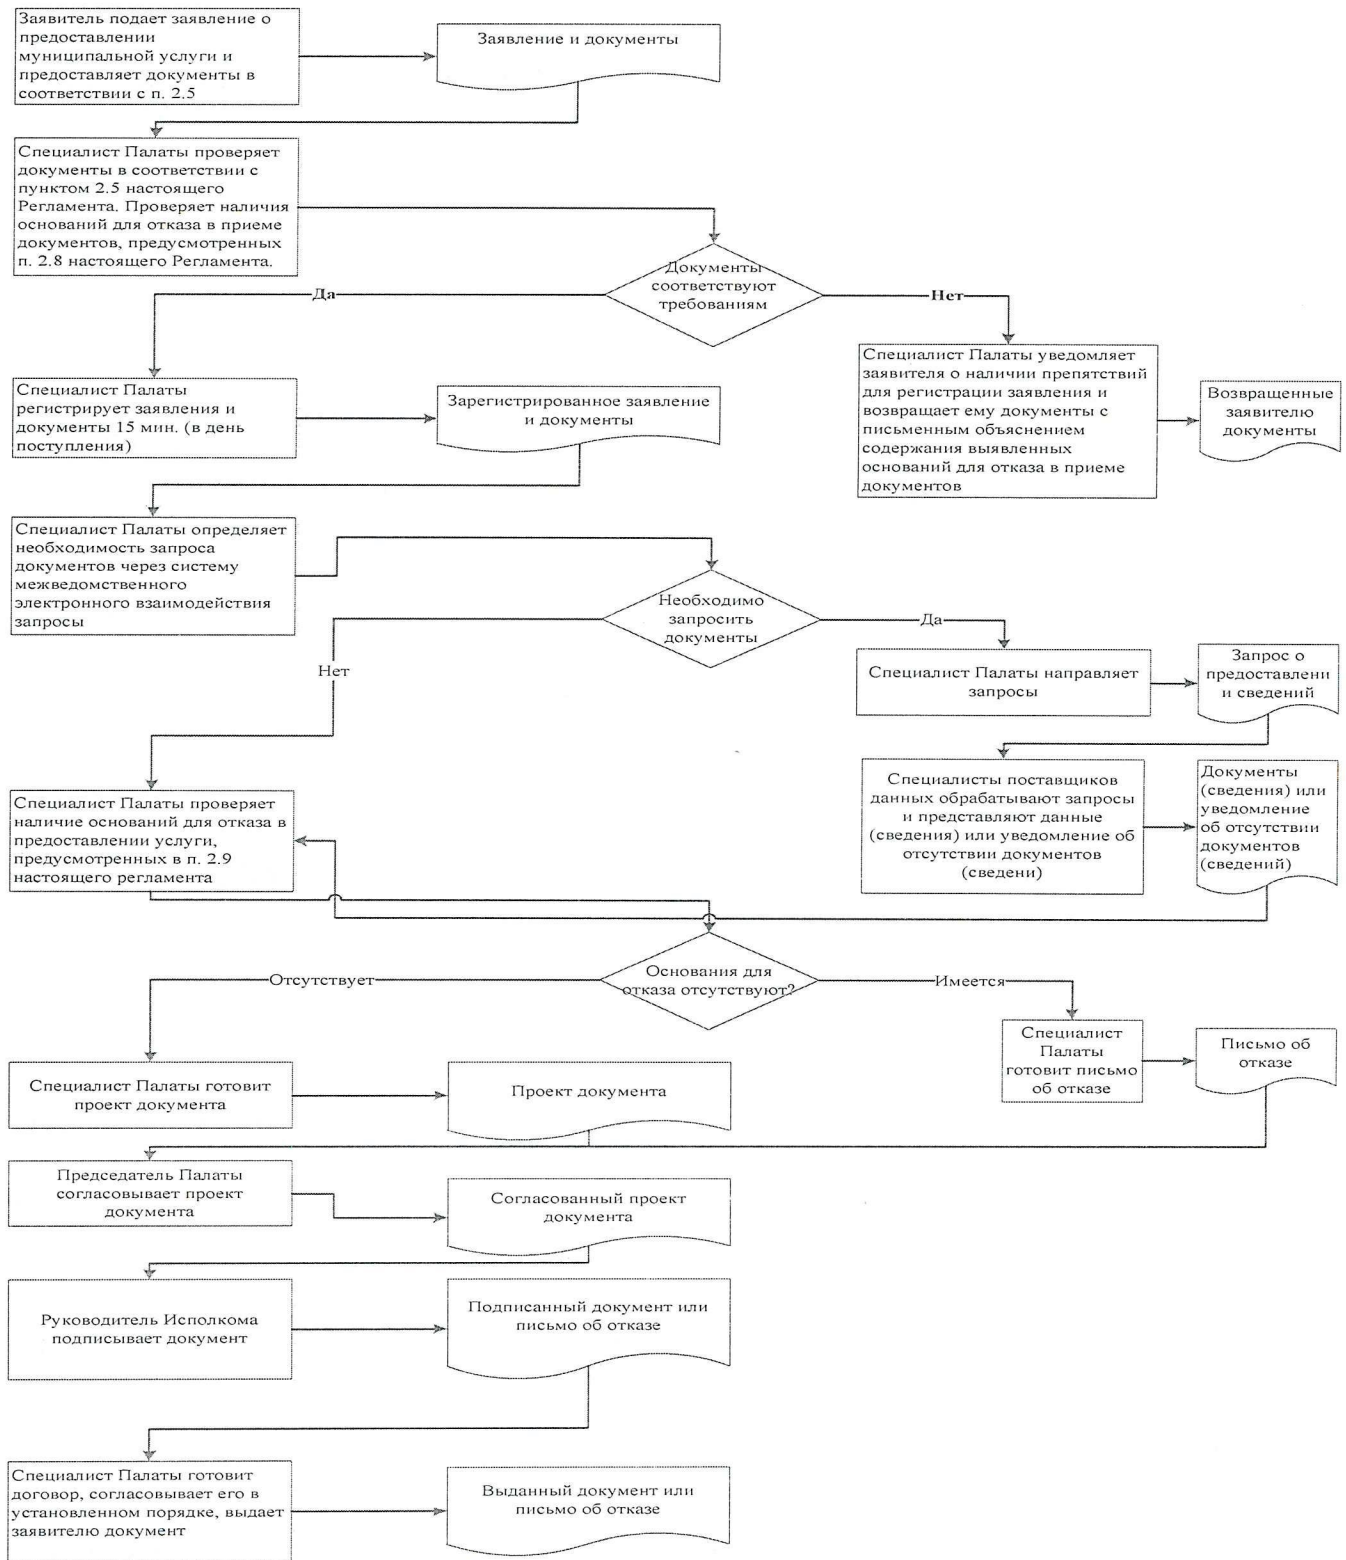 Заявитель подает заявление о
предоставлении
муниципальной услуги и
предоставляет документы в
соответствии с п. 2.5
Заявление и документы
Специалист Палаты проверяет
документы в соответствии с
пунктом 2.5 настоящего
Регламента. Проверяет наличия
оснований для отказа в приеме
документов, предусмотренных
п. 2.8 настоящего Регламента.
Документы
соответствуют
требованиям
Да
Нет
Специалист Палаты
регистрирует заявления и
документы 15 мин. (в день
поступления)
Зарегистрированное заявление
и документы
Специалист Палаты уведомляет
заявителя о наличии препятствий
для регистрации заявления и
возвращает ему документы с
письменным объяснением
содержания выявленных
оснований для отказа в приеме
документов
Возвращенные
заявителю
документы
Специалист Палаты определяет
необходимость запроса
документов через систему
межведомственного
электронного взаимодействия
запросы
Необходимо
запросить
документы
Нет
Да
Специалист Палаты направляет
запросы
Запрос о
предоставлени
и сведений
Специалист Палаты проверяет
наличие оснований для отказа в
предоставлении услуги,
предусмотренных в п. 2.9
настоящего регламента
Специалисты поставщиков
данных обрабатывают запросы
и представляют данные
(сведения) или уведомление об
отсутствии документов
(сведени)
Документы
(сведения) или
уведомление
об отсутствии
документов
(сведений)
Основания для
отказа отсутствуют?
Отсутствует
Имеется
Специалист
Палаты
готовит письмо
об отказе
Письмо об
отказе
Специалист Палаты готовит
проект документа
Проект документа
Председатель Палаты
согласовывает проект
документа
Согласованный проект
документа
Руководитель Исполкома
подписывает документ
Подписанный документ или
письмо об отказе
Специалист Палаты готовит
договор, согласовывает его в
установленном порядке, выдает
заявителю документ
Выданный документ или
письмо об отказе